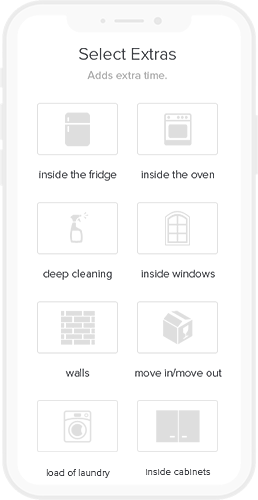 Select Extras
Adds extra time.
inside the fridge
inside the oven
deep cleaning
inside windows
walls
move in/move out
load of laundry
inside cabinets